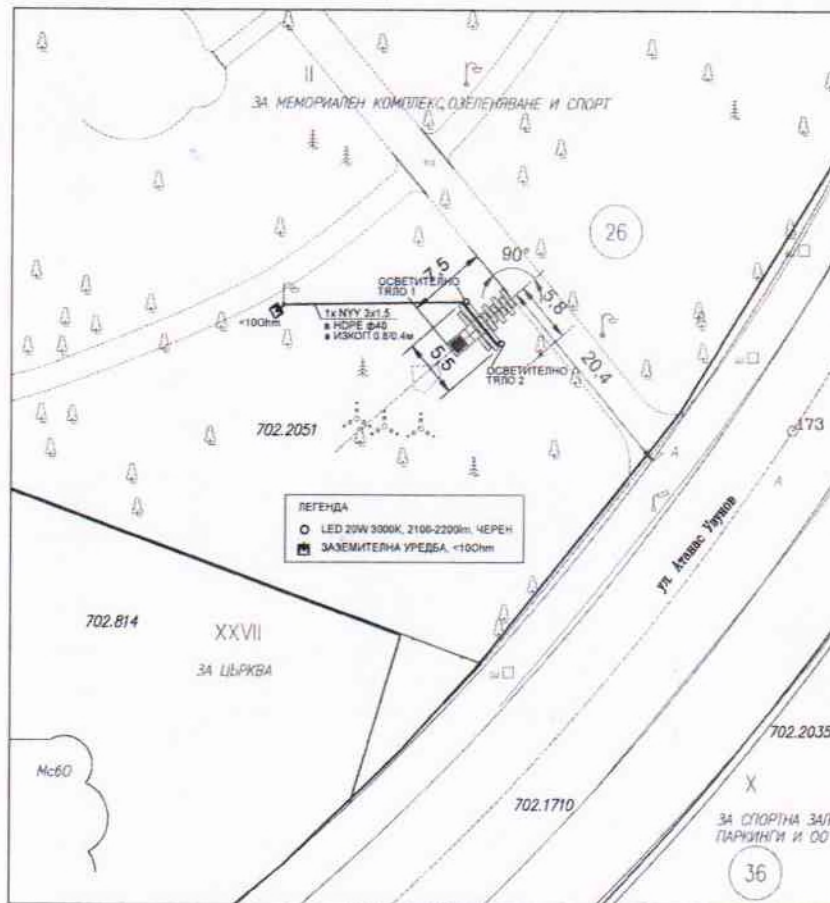 II
ЗА МЕМОРИАЛЕН КОМПЛЕКС, ОЗЕЛЕНЯВАНЕ И СПОРТ
26
90°
7,5
ОСВЕТИТЕЛНО
ТЯЛО 1
5,8
<10Ohm
1x NYY 3x1.5
в HDPE ф40
в ИЗКОП 0.8/0.4м
5,5
20,4
ОСВЕТИТЕЛНО
ТЯЛО 2
702.2051
173
А
А
ЛЕГЕНДА
LED 20W 3000K, 2100-2200lm, ЧЕРЕН
ЗАЗЕМИТЕЛНА УРЕДБА, <10Ohm
ул. Атанас Узунов
702.814
XXVII
ЗА ЦЪРКВА
702.2035
Мс60
702.1710
X
ЗА СПОРТНА ЗАЛ
ПАРКИНГИ И ОО
36